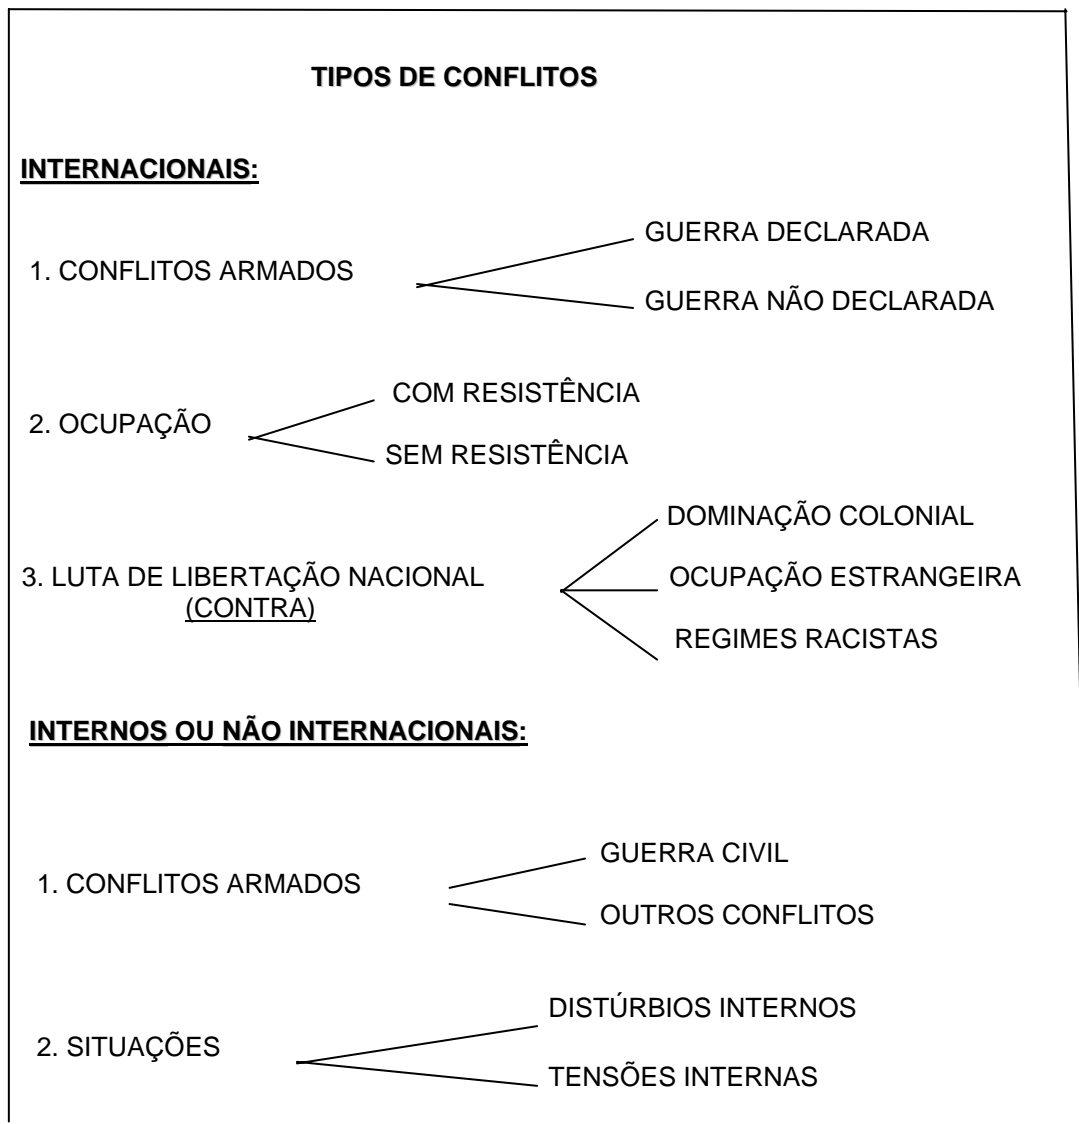 TIPOS DE CONFLITOS
INTERNACIONAIS:
GUERRA DECLARADA
1. CONFLITOS ARMADOS
GUERRA NÃO DECLARADA
COM RESISTÊNCIA
2. OCUPAÇÃO
SEM RESISTÊNCIA
DOMINAÇÃO COLONIAL
3. LUTA DE LIBERTAÇÃO NACIONAL
OCUPAÇÃO ESTRANGEIRA
(CONTRA)
REGIMES RACISTAS
INTERNOS OU NÃO INTERNACIONAIS:
GUERRA CIVIL
1. CONFLITOS ARMADOS
OUTROS CONFLITOS
DISTÚRBIOS INTERNOS
2. SITUAÇÕES
TENSÕES INTERNAS